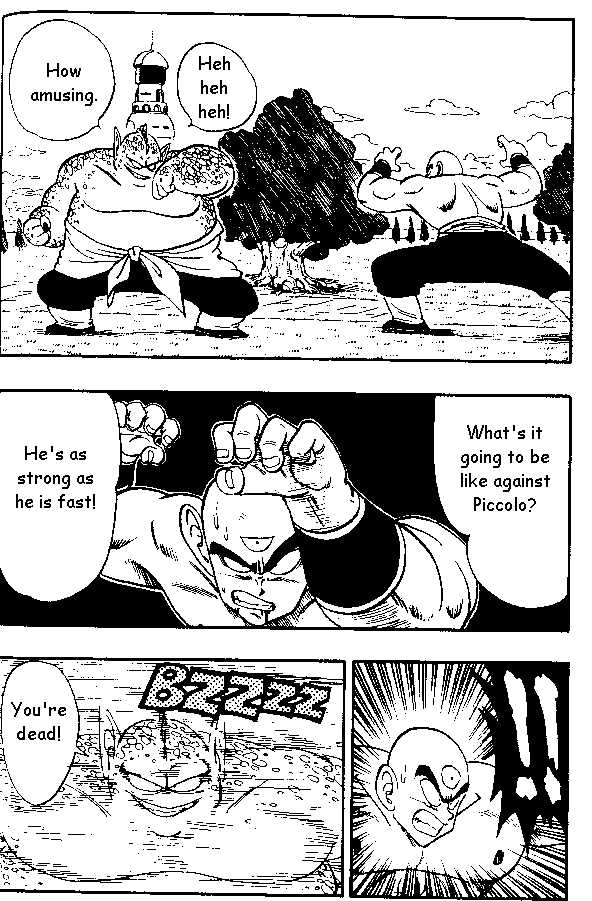 Heh
heh
heh!
How
amusing.
What's it
going to be
like against
Piccolo?
He's as
strong as
he is fast!
!!
BZZZZZ
You're
dead!